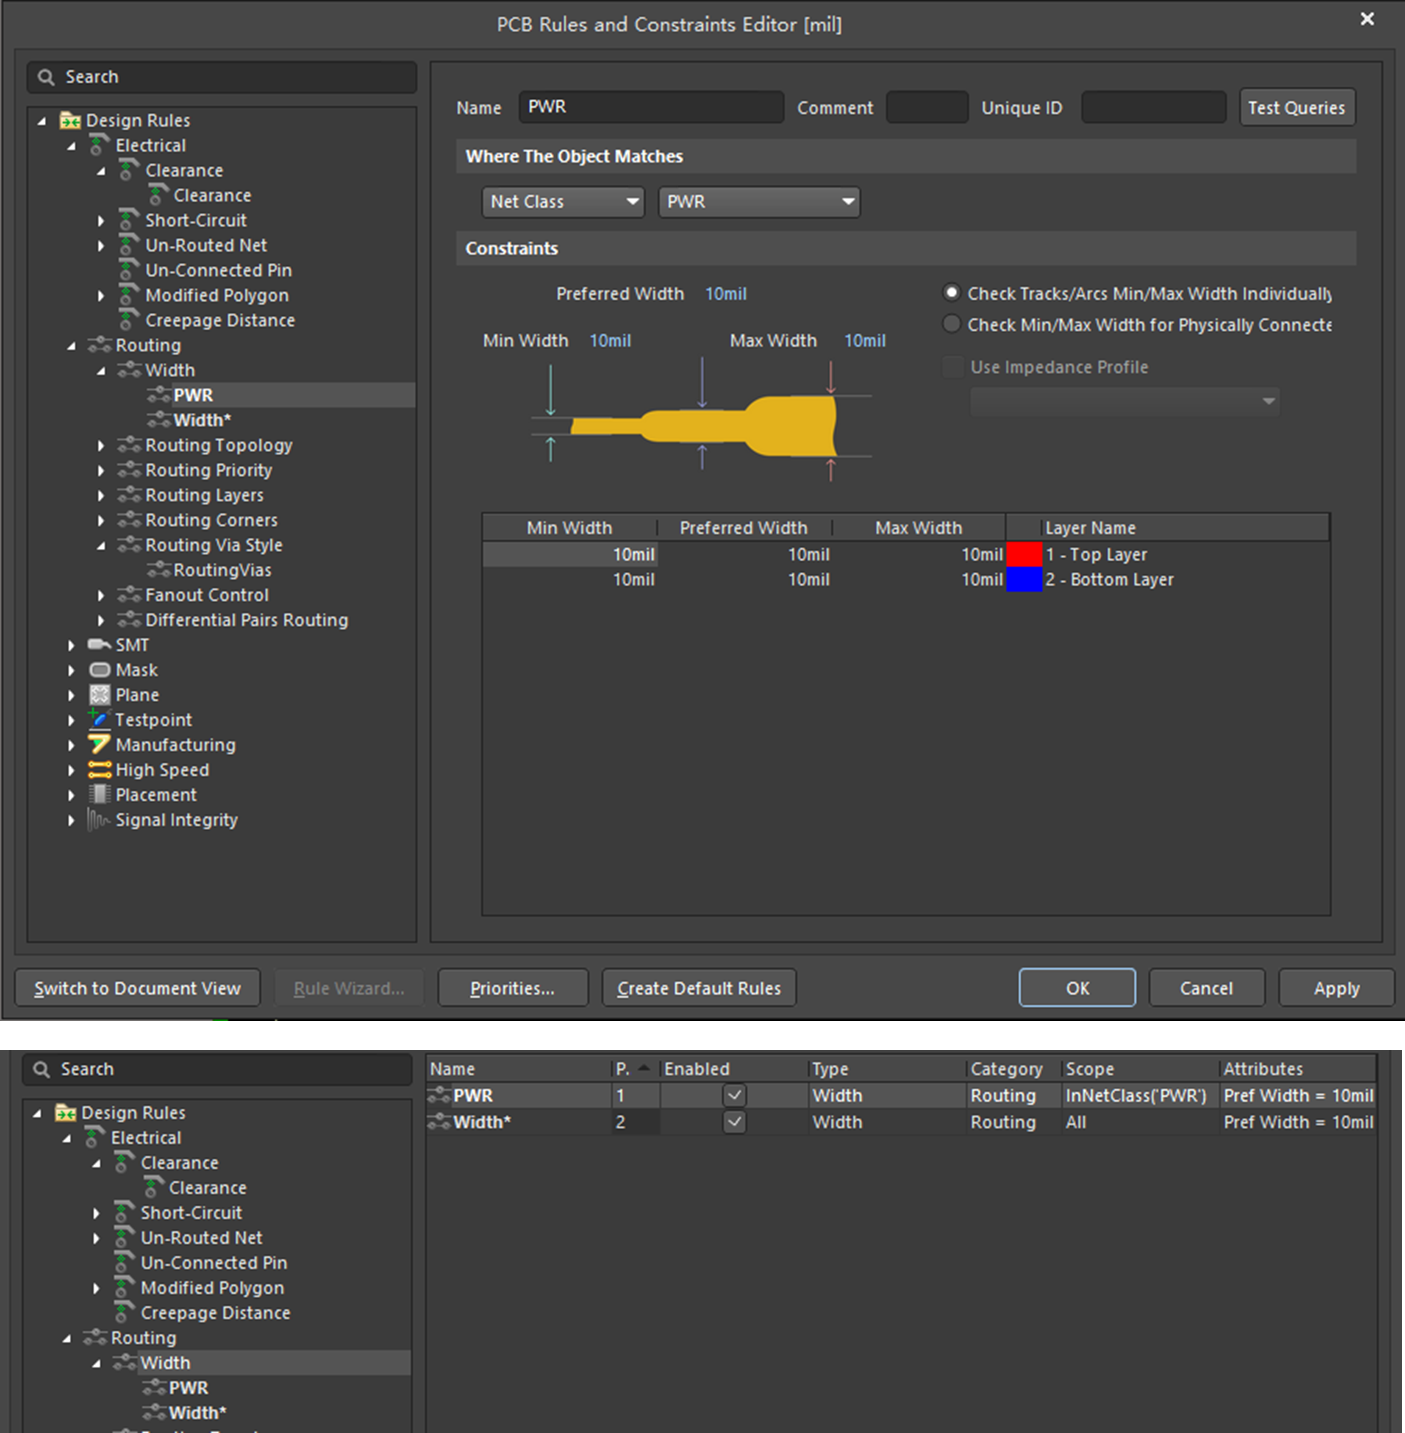 PCB Rules and Constraints Editor [mil]
Search
Design Rules
Electrical
Clearance
Clearance
Short-Circuit
Un-Routed Net
Un-Connected Pin
Modified Polygon
Creepage Distance
Routing
Width
PWR
Width*
Routing Topology
Routing Priority
Routing Layers
Routing Corners
Routing Via Style
RoutingVias
Fanout Control
Differential Pairs Routing
SMT
Mask
Plane
Testpoint
Manufacturing
High Speed
Placement
Signal Integrity
Name PWR Comment Unique ID Test Queries
Where The Object Matches
Net Class PWR
Constraints
Preferred Width 10mil
Min Width 10mil Max Width 10mil
Check Tracks/Arcs Min/Max Width Individually
Check Min/Max Width for Physically Connecte
Use Impedance Profile
Min Width Preferred Width Max Width Layer Name
10mil 10mil 10mil 1 - Top Layer
10mil 10mil 10mil 2 - Bottom Layer
Switch to Document View Rule Wizard... Priorities... Create Default Rules OK Cancel Apply
Search
Design Rules
Electrical
Clearance
Clearance
Short-Circuit
Un-Routed Net
Un-Connected Pin
Modified Polygon
Creepage Distance
Routing
Width
PWR
Width*
Name P. Enabled Type Category Scope Attributes
PWR 1 Width Routing InNetClass('PWR') Pref Width = 10mil
Width* 2 Width Routing All Pref Width = 10mil